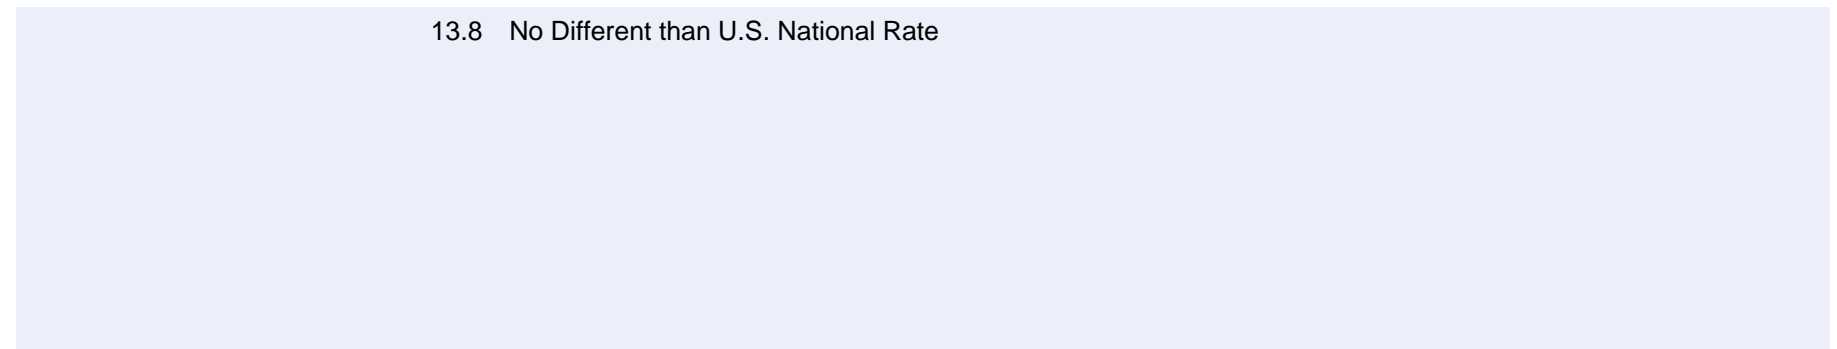 13.8 No Different than U.S. National Rate